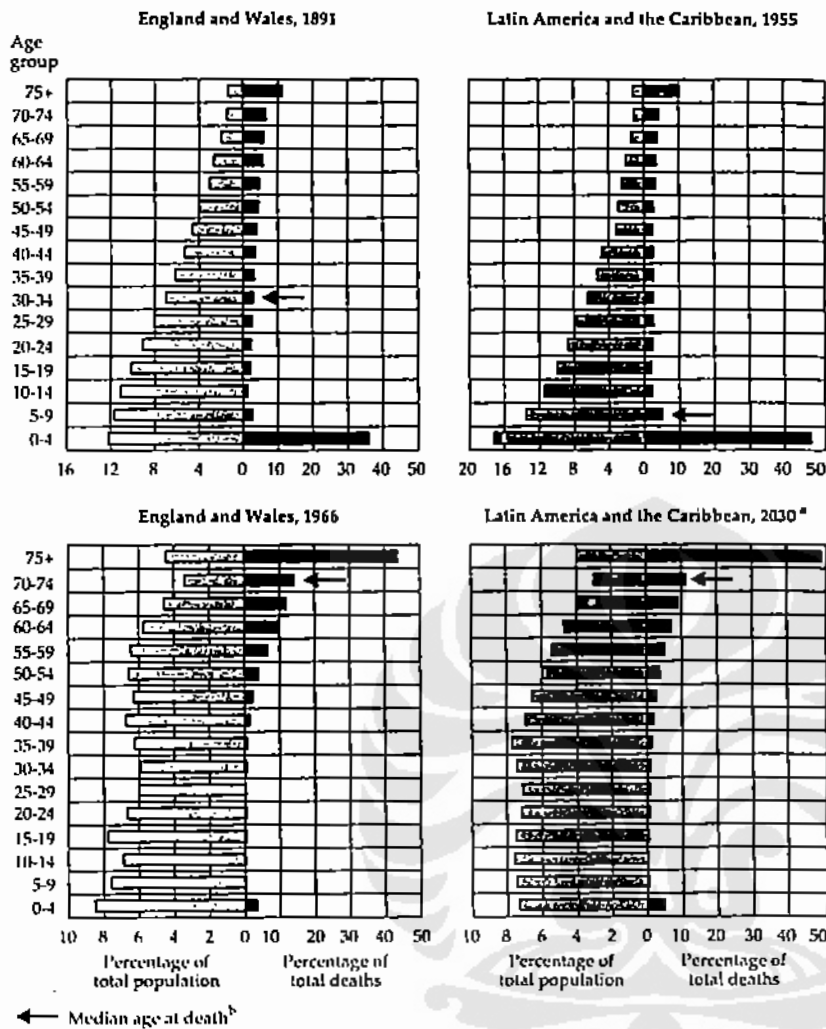 England and Wales, 1891
Latin America and the Caribbean, 1955
Age
group
75+
70-74
65-69
60-64
55-59
50-54
45-49
40-44
35-39
30-34
25-29
20-24
15-19
10-14
5-9
0-4
16 12 8 4 0 10 20 30 40 50
20 16 12 8 4 0 10 20 30 40 50
England and Wales, 1966
Latin America and the Caribbean, 2030 a
75+
70-74
65-69
60-64
55-59
50-54
45-49
40-44
35-39
30-34
25-29
20-24
15-19
10-14
5-9
0-4
10 8 6 4 2 0 10 20 30 40 50
10 8 6 4 2 0 10 20 30 40 50
Percentage of
total population
Percentage of
total deaths
Percentage of
total population
Percentage of
total deaths
Median age at death b